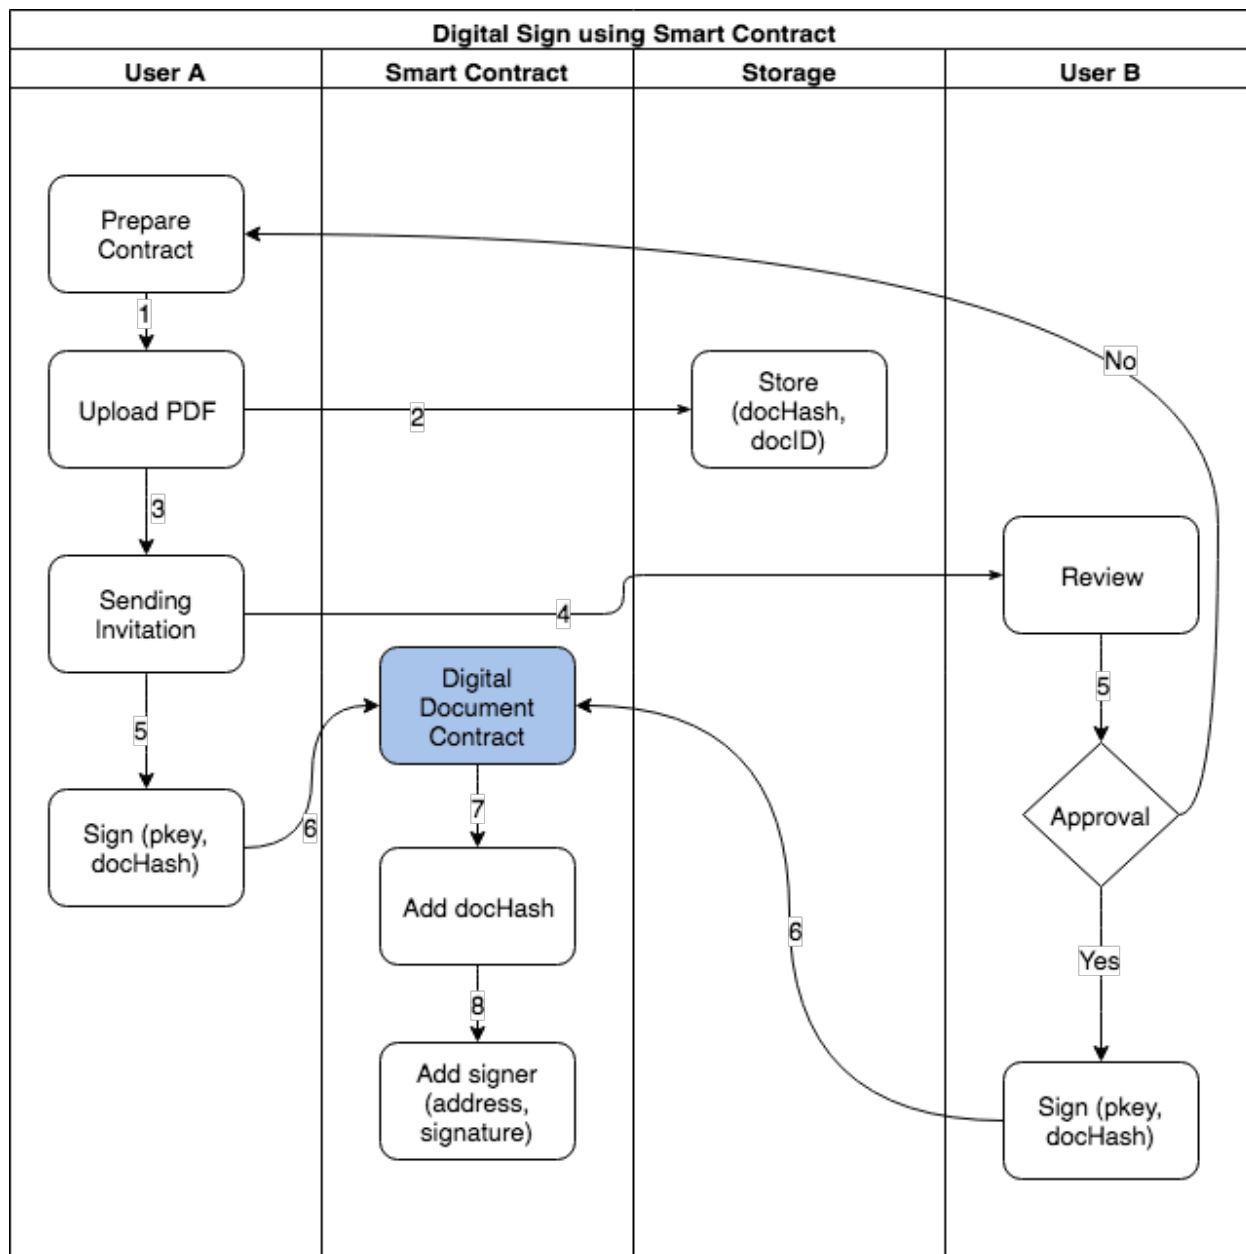 Digital Sign using Smart Contract
User A
Smart Contract
Storage
User B
Prepare
Contract
1
No
Upload PDF
2
Store
(docHash,
docID)
3
Sending
Invitation
4
Review
5
Digital
Document
Contract
5
Approval
7
6
Sign (pkey,
docHash)
Add docHash
6
Yes
8
Add signer
(address,
signature)
Sign (pkey,
docHash)